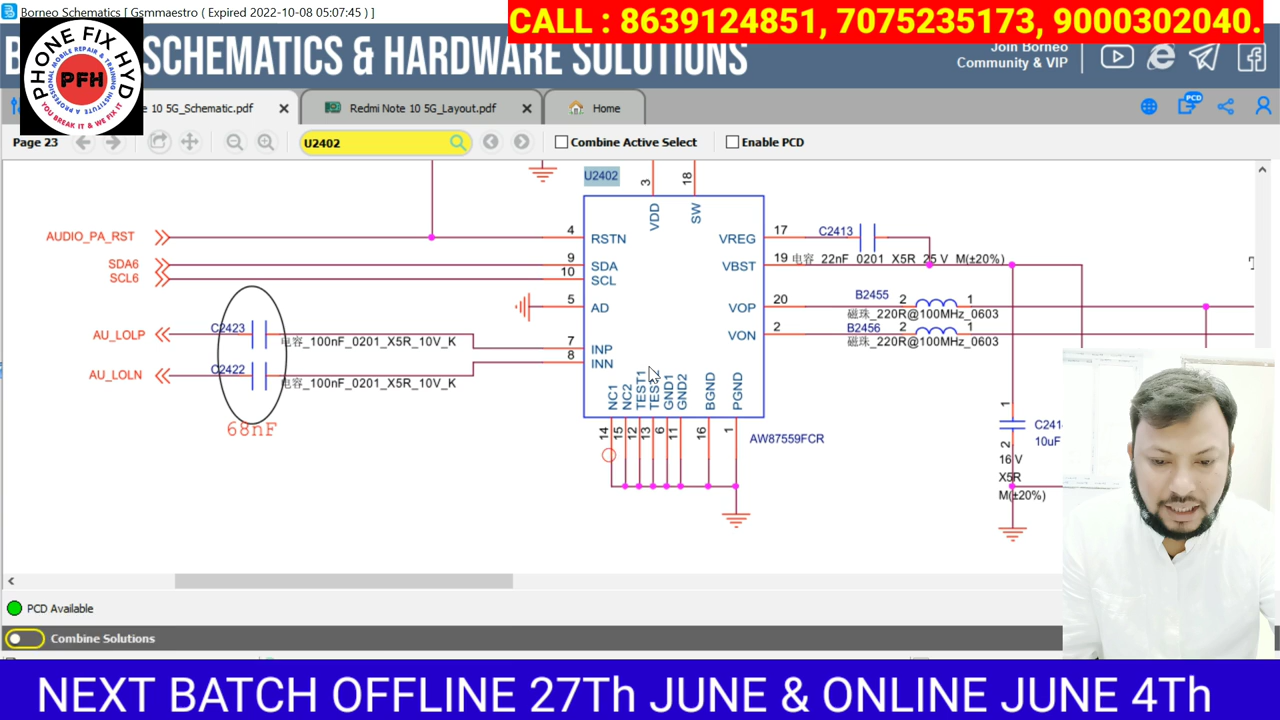 Borneo Schematics [ Gsmmaestro ( Expired 2022-10-08 05:07:45 ) ]
CALL : 8639124851, 7075235173, 9000302040.
SCHEMATICS & HARDWARE SOLUTIONS
Join Borneo
Community & VIP
PHONE FIX HYD
PROFESSIONAL MOBILE REPAIR & TRAINING INSTITUTE
PFH
YOU BREAK IT & WE FIX IT
e 10 5G_Schematic.pdf
Redmi Note 10 5G_Layout.pdf
Home
PCD
Page 23
U2402
Combine Active Select
Enable PCD
U2402
3
18
VDD
SW
AUDIO_PA_RST
4
RSTN
VREG
17
C2413
SDA6
9
SDA
VBST
19
电容_22nF_0201_X5R_25 V_M(±20%)
SCL6
10
SCL
5
AD
VOP
20
B2455
2
1
磁珠_220R@100MHz_0603
AU_LOLP
C2423
电容_100nF_0201_X5R_10V_K
7
INP
VON
2
B2456
2
1
磁珠_220R@100MHz_0603
8
INN
AU_LOLN
C2422
电容_100nF_0201_X5R_10V_K
68nF
NC1
NC2
TEST1
GND1
GND2
BGND
PGND
14
15
12
13
6
11
16
1
AW87559FCR
1
C241
10uF
2
16 V
X5R
M(±20%)
PCD Available
Combine Solutions
NEXT BATCH OFFLINE 27Th JUNE & ONLINE JUNE 4Th